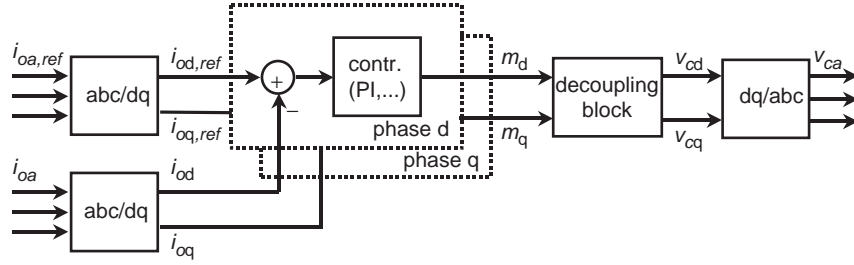 i_oa,ref
abc/dq
i_od,ref
i_oq,ref
+
−
contr.
(PI,...)
phase d
phase q
m_d
m_q
decoupling
block
v_cd
v_cq
dq/abc
v_ca
i_oa
abc/dq
i_od
i_oq